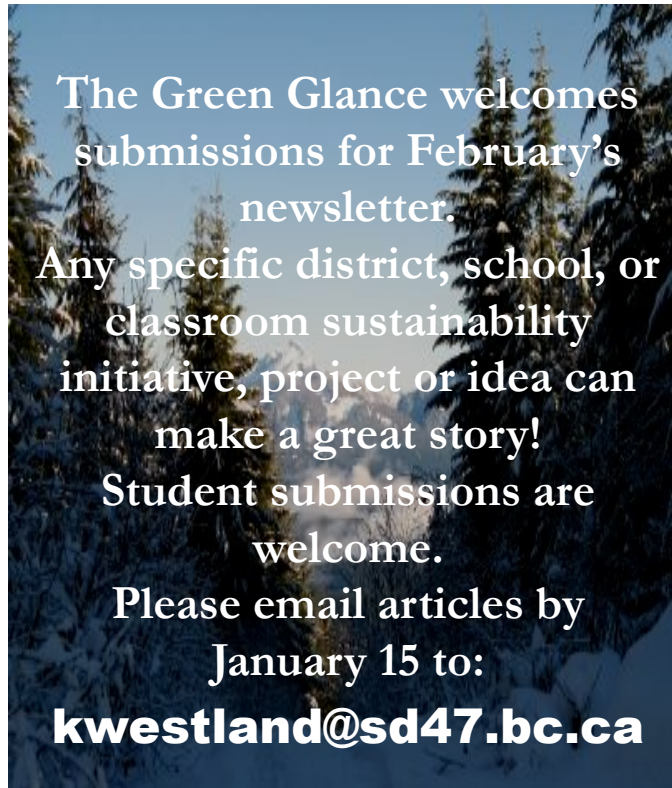 The Green Glance welcomes
submissions for February’s
newsletter.
Any specific district, school, or
classroom sustainability
initiative, project or idea can
make a great story!
Student submissions are
welcome.
Please email articles by
January 15 to:
kwestland@sd47.bc.ca